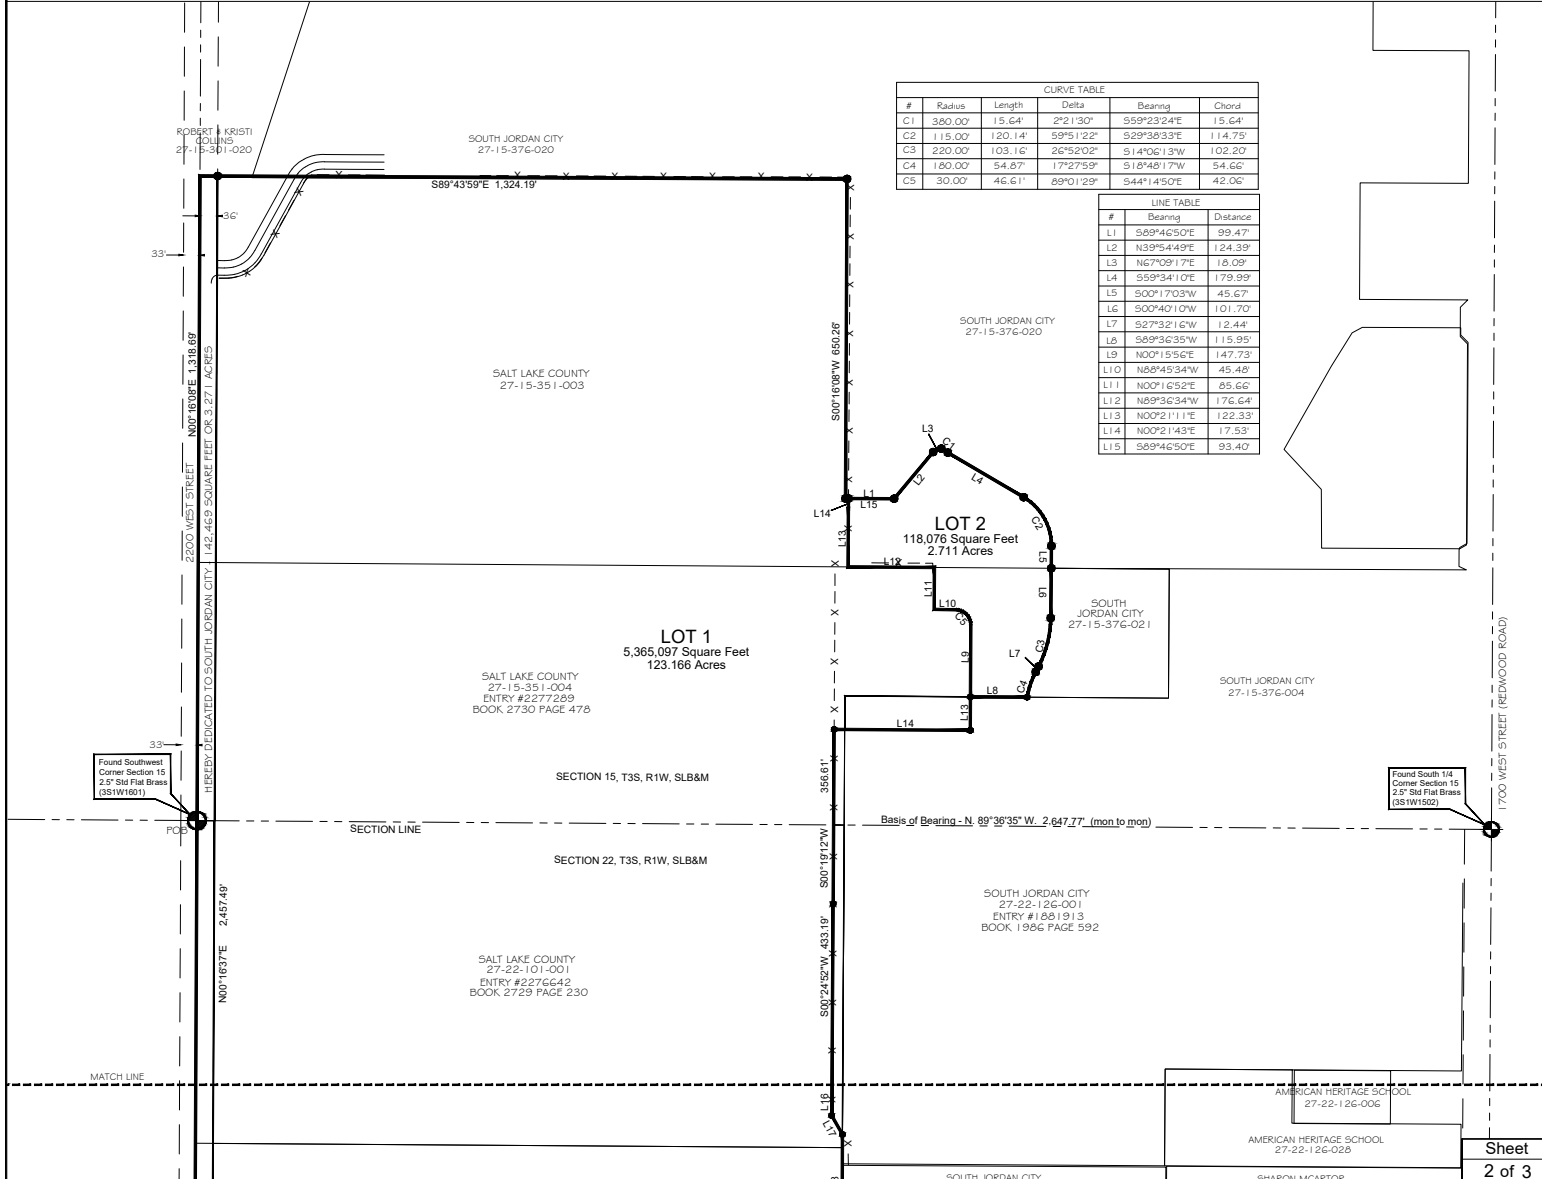 CURVE TABLE
# Radius Length Delta Bearing Chord
C1 380.00' 15.64' 2°21'30" S59°23'24"E 15.64'
C2 115.00' 120.14' 59°51'22" S29°38'33"E 114.75'
C3 220.00' 103.16' 26°52'02" S14°06'13"W 102.20'
C4 180.00' 54.87' 17°27'59" S18°48'17"W 54.66'
C5 30.00' 46.61' 89°01'29" S44°14'50"E 42.06'
LINE TABLE
# Bearing Distance
L1 S89°46'50"E 99.47'
L2 N39°54'49"E 124.39'
L3 N67°09'17"E 18.09'
L4 S59°34'10"E 179.99'
L5 S00°17'03"W 45.67'
L6 S00°40'10"W 101.70'
L7 S27°32'16"W 12.44'
L8 S89°36'35"W 115.95'
L9 N00°15'56"E 147.73'
L10 N88°45'34"W 45.48'
L11 N00°16'52"E 85.66'
L12 N89°36'34"W 176.64'
L13 N00°21'11"E 122.33'
L14 N00°21'43"E 17.53'
L15 S89°46'50"E 93.40'
ROBERT & KRISTI
COLLINS
27-15-301-020
SOUTH JORDAN CITY
27-15-376-020
S89°43'59"E 1,324.19'
36'
33'
N00°16'08"E 1,318.69'
2200 WEST STREET
HEREBY DEDICATED TO SOUTH JORDAN CITY - 142,469 SQUARE FEET OR 3.271 ACRES
SALT LAKE COUNTY
27-15-351-003
S00°16'08"W 650.26'
SOUTH JORDAN CITY
27-15-376-020
L3
C1
L2
L4
L1
L15
L14
L13
C2
LOT 2
118,076 Square Feet
2.711 Acres
L5
L12
L11
L10
C5
L6
SOUTH
JORDAN CITY
27-15-376-021
L9
L7
C3
C4
L8
L13
L14
LOT 1
5,365,097 Square Feet
123.166 Acres
SALT LAKE COUNTY
27-15-351-004
ENTRY #2277289
BOOK 2730 PAGE 478
SOUTH JORDAN CITY
27-15-376-004
1700 WEST STREET (REDWOOD ROAD)
33'
Found Southwest
Corner Section 15
2.5" Std Flat Brass
(3S1W1601)
POB
SECTION 15, T3S, R1W, SLB&M
356.61'
S00°19'12"W
Found South 1/4
Corner Section 15
2.5" Std Flat Brass
(3S1W1502)
SECTION LINE
Basis of Bearing - N. 89°36'35" W. 2,647.77' (mon to mon)
SECTION 22, T3S, R1W, SLB&M
N00°16'37"E 2,457.49'
S00°24'52"W 433.19'
SOUTH JORDAN CITY
27-22-126-001
ENTRY #1881913
BOOK 1986 PAGE 592
SALT LAKE COUNTY
27-22-101-001
ENTRY #2276642
BOOK 2729 PAGE 230
MATCH LINE
L16
L17
AMERICAN HERITAGE SCHOOL
27-22-126-006
AMERICAN HERITAGE SCHOOL
27-22-126-028
SOUTH JORDAN CITY
SHARON MCARTOR
Sheet
2 of 3